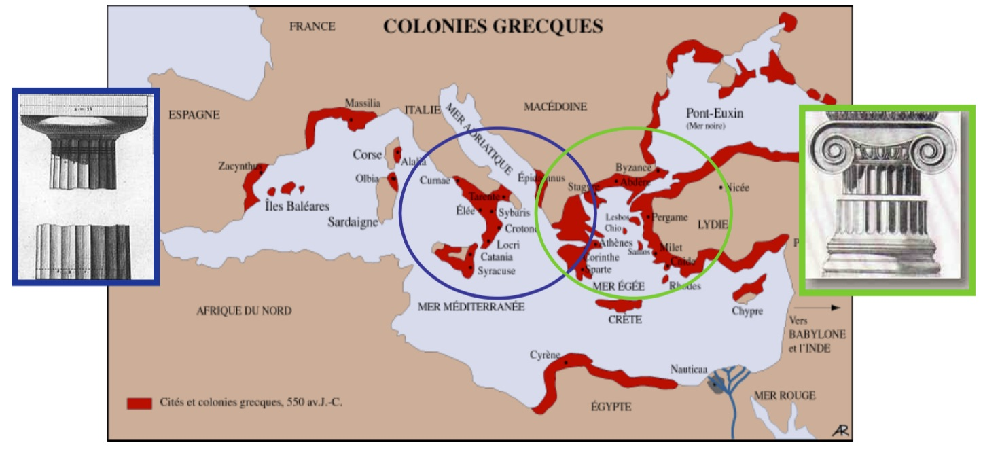 COLONIES GRECQUES
FRANCE
ESPAGNE
Massilia
ITALIE
MER ADRIATIQUE
MACÉDOINE
Pont-Euxin
(Mer noire)
Zacynthus
Corse
Alalia
Olbia
Îles Baléares
Sardaigne
Cumae
Tarente
Élée
Sybaris
Crotone
Locri
Catania
Syracuse
Épidamnus
Stagyre
Byzance
Abdère
Nicée
Lesbos
Chio
Pergame
LYDIE
Athènes
Samos
Milet
Corinthe
Cnide
Sparte
MER ÉGÉE
Rhodes
MER MÉDITERRANÉE
CRÈTE
Chypre
P
AFRIQUE DU NORD
Vers
BABYLONE
et l'INDE
Cyrène
Nauticaa
MER ROUGE
ÉGYPTE
Cités et colonies grecques, 550 av.J.-C.
AR